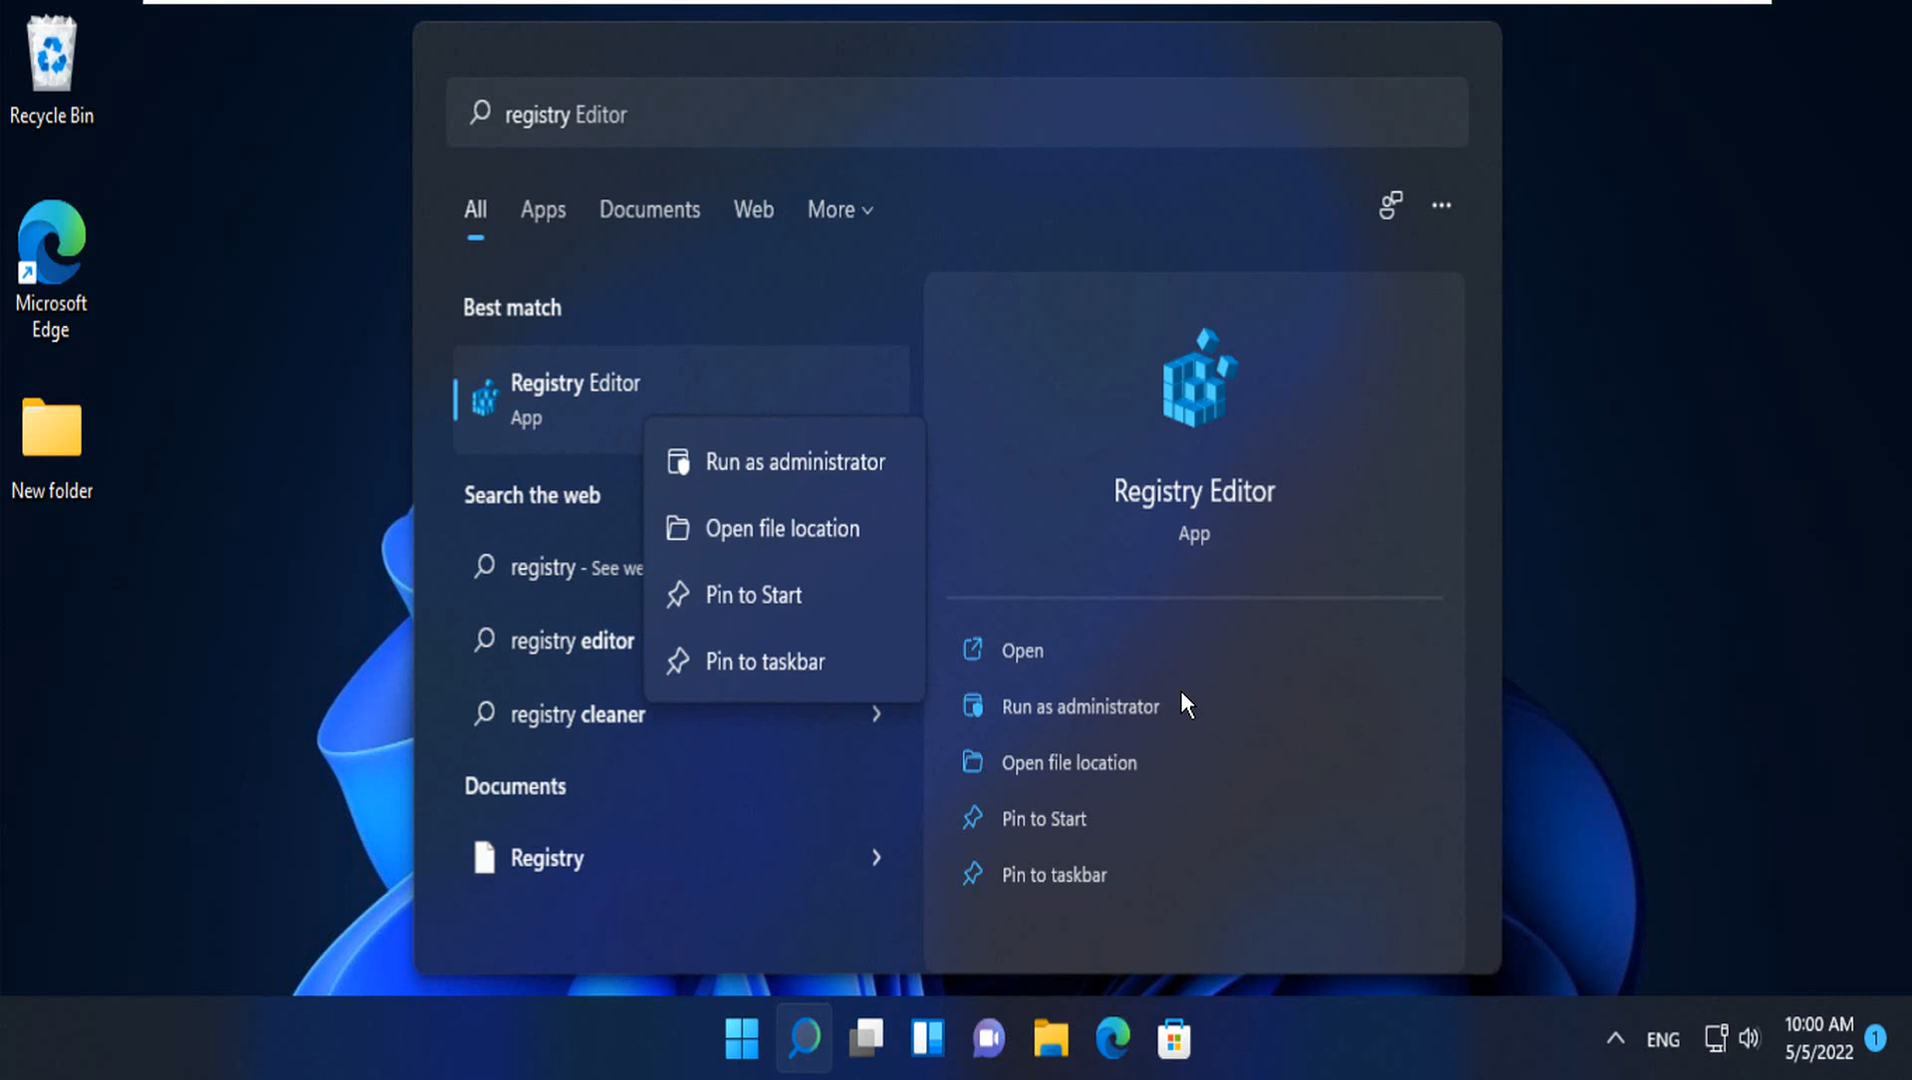 Recycle Bin
Microsoft
Edge
New folder
registry Editor
All Apps Documents Web More
Best match
Registry Editor
App
Search the web
registry - See we
registry editor
registry cleaner
Documents
Registry
Run as administrator
Open file location
Pin to Start
Pin to taskbar
Registry Editor
App
Open
Run as administrator
Open file location
Pin to Start
Pin to taskbar
ENG
10:00 AM
5/5/2022
1